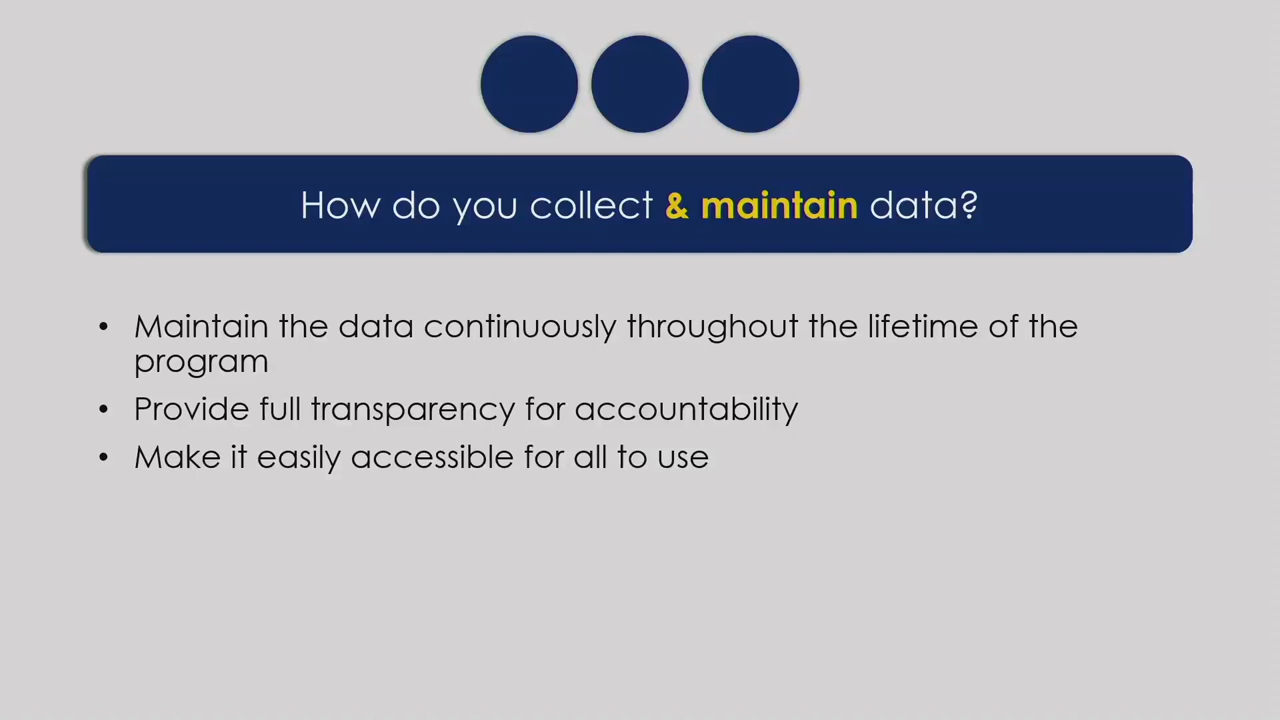 How do you collect & maintain data?
• Maintain the data continuously throughout the lifetime of the
program
• Provide full transparency for accountability
• Make it easily accessible for all to use